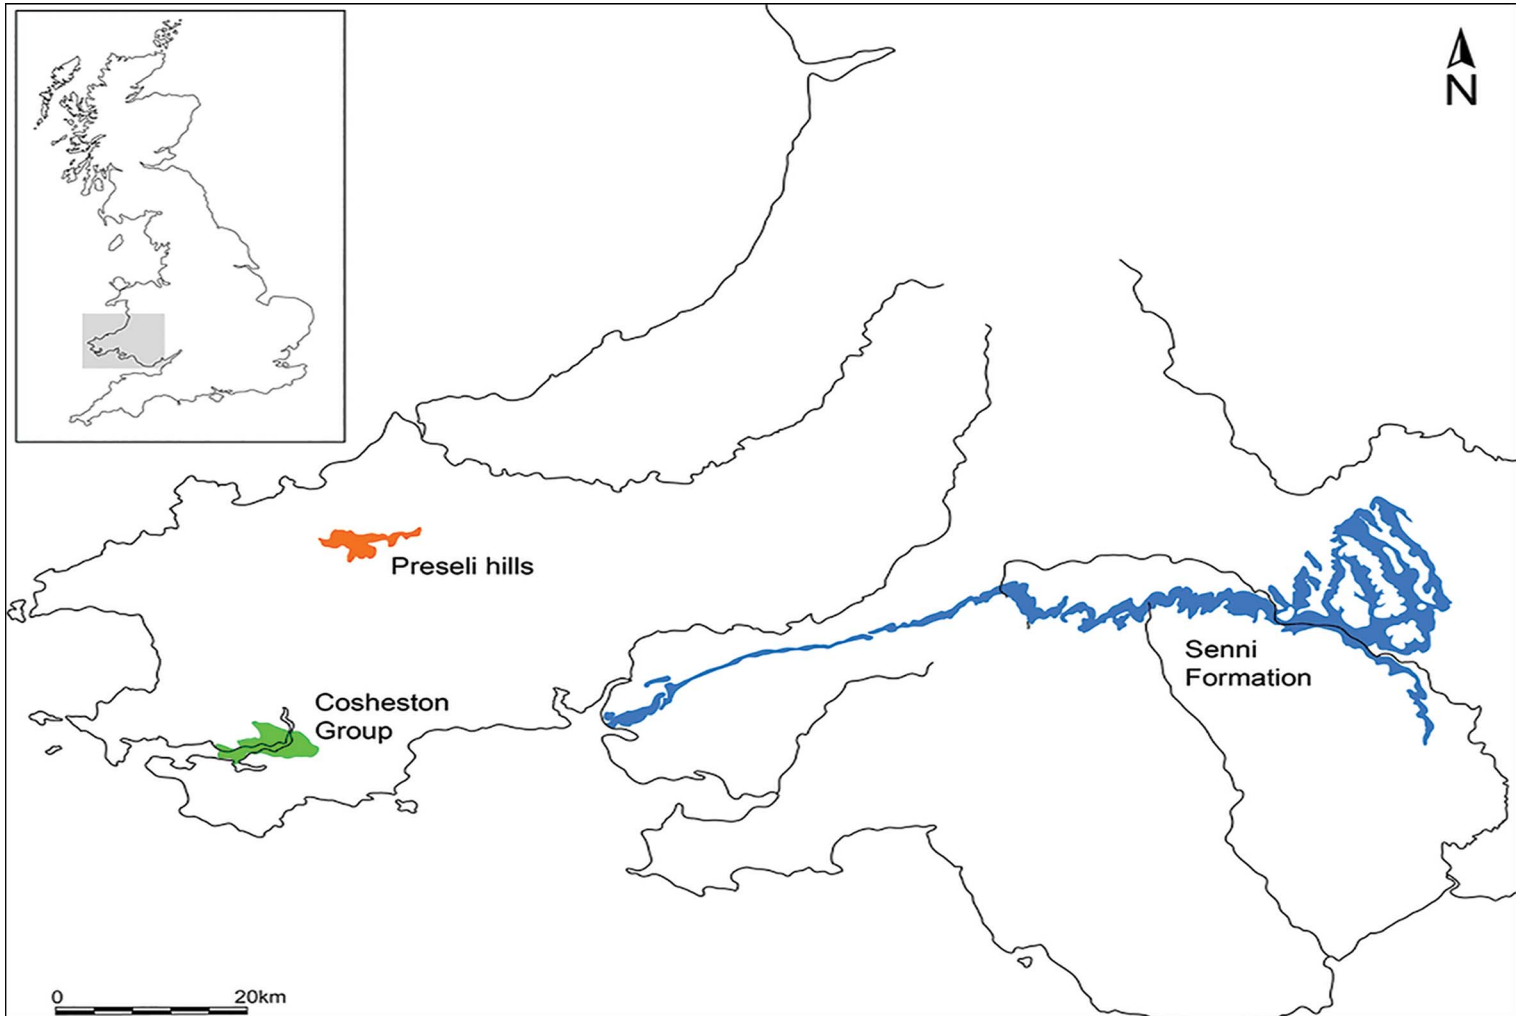 N
Preseli hills
Cosheston
Group
Senni
Formation
0 20km